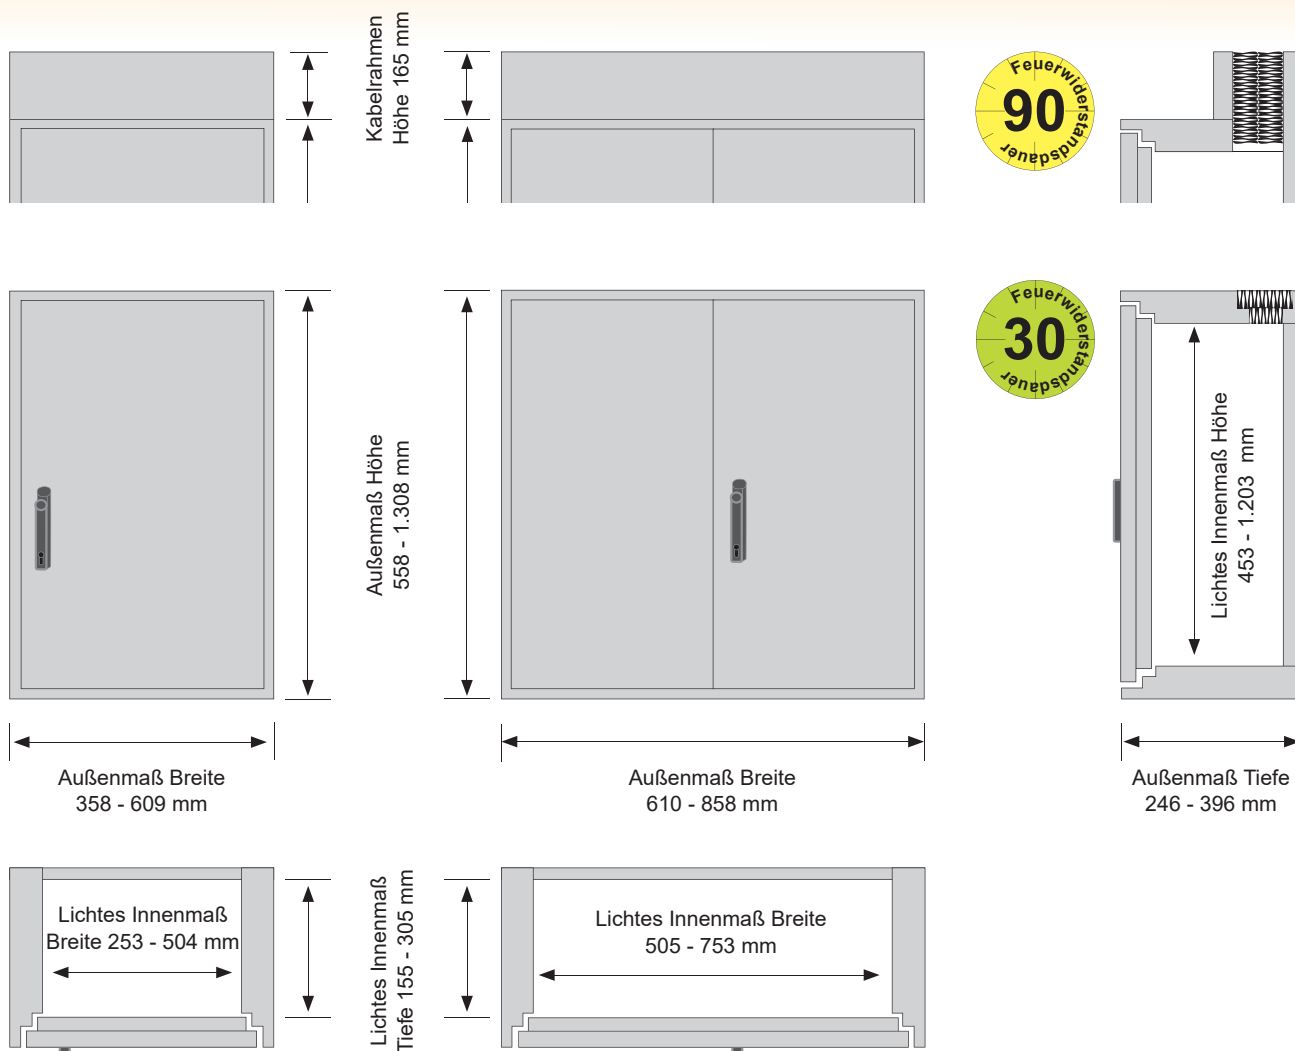 Kabelrahmen
Höhe 165 mm
Feuerwiderstandsdauer
90
Feuerwiderstandsdauer
30
Außenmaß Höhe
558 - 1.308 mm
Lichtes Innenmaß Höhe
453 - 1.203 mm
Außenmaß Breite
358 - 609 mm
Außenmaß Breite
610 - 858 mm
Außenmaß Tiefe
246 - 396 mm
Lichtes Innenmaß
Breite 253 - 504 mm
Lichtes Innenmaß
Tiefe 155 - 305 mm
Lichtes Innenmaß Breite
505 - 753 mm